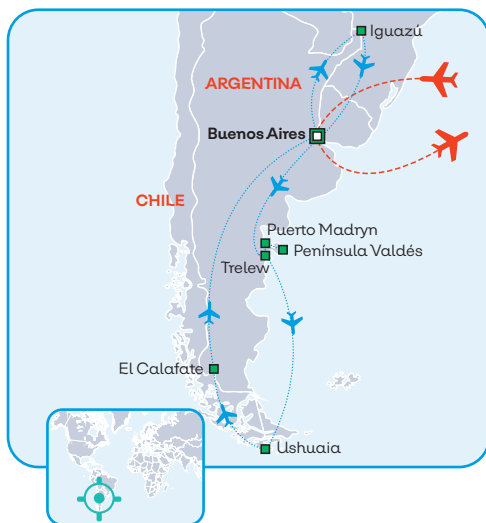 Iguazú
ARGENTINA
Buenos Aires
CHILE
Puerto Madryn
Península Valdés
Trelew
El Calafate
Ushuaia